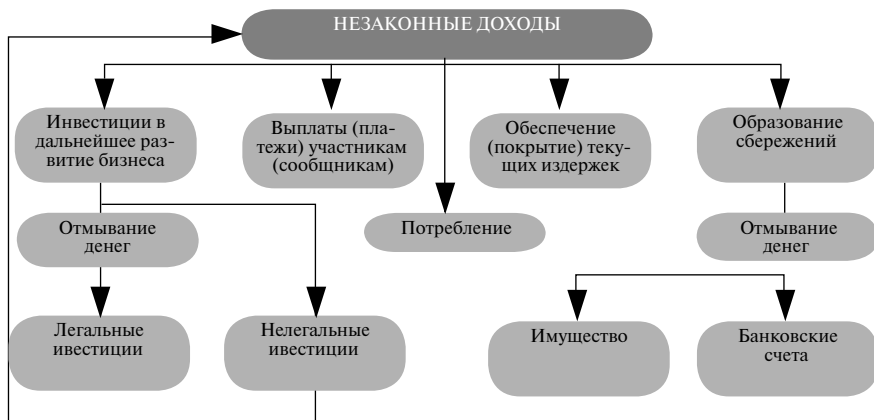 НЕЗАКОННЫЕ ДОХОДЫ
Инвестиции в
дальнейшее раз-
витие бизнеса
Выплаты (пла-
тежи) участникам
(сообщникам)
Обеспечение
(покрытие) теку-
щих издержек
Образование
сбережений
Отмывание
денег
Потребление
Отмывание
денег
Легальные
ивестиции
Нелегальные
ивестиции
Имущество
Банковские
счета